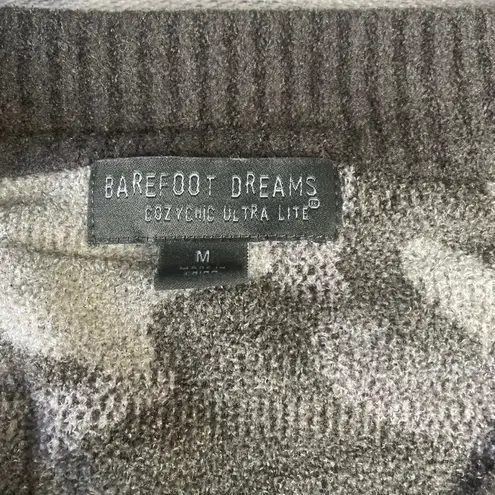 BAREFOOT DREAMS
COZYCHIC ULTRA LITE
M